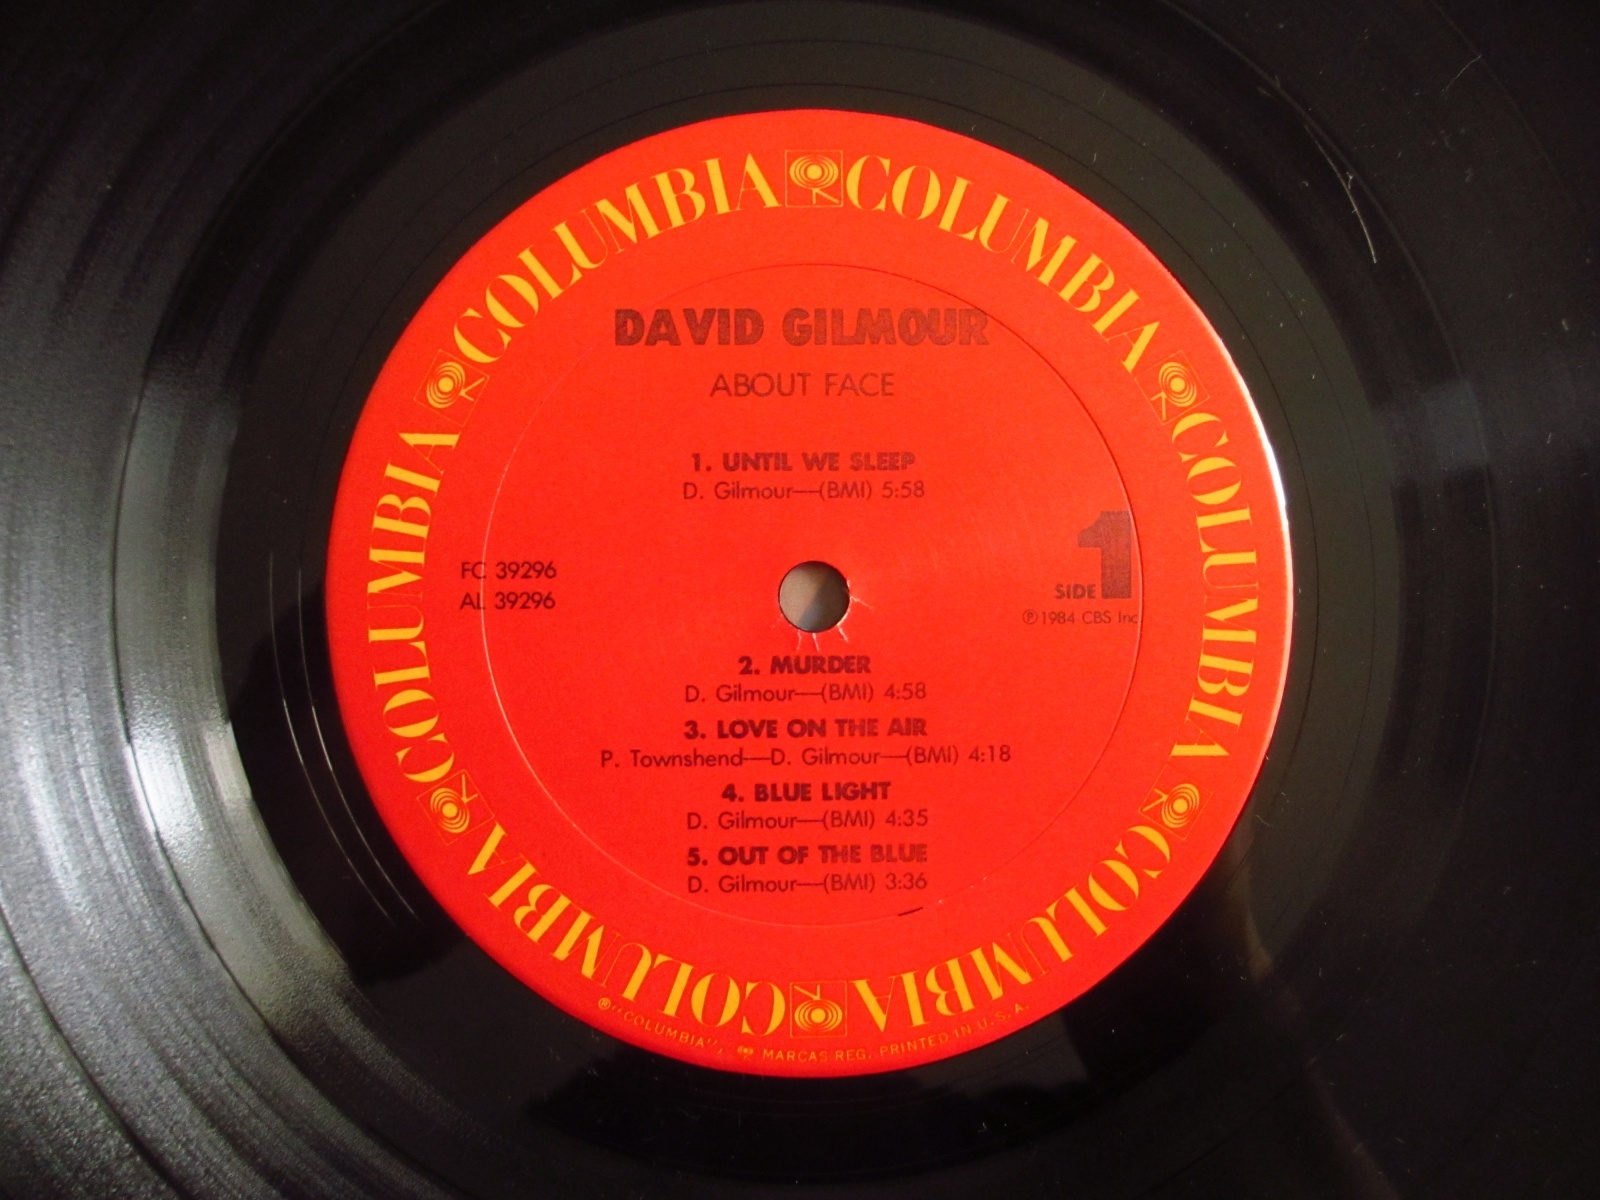 COLUMBIA COLUMBIA COLUMBIA COLUMBIA COLUMBIA COLUMBIA
DAVID GILMOUR
ABOUT FACE
1. UNTIL WE SLEEP
D. Gilmour—(BMI) 5:58
FC 39296
AL 39296
SIDE 1
℗1984 CBS Inc.
2. MURDER
D. Gilmour—(BMI) 4:58
3. LOVE ON THE AIR
P. Townshend—D. Gilmour—(BMI) 4:18
4. BLUE LIGHT
D. Gilmour—(BMI) 4:35
5. OUT OF THE BLUE
D. Gilmour—(BMI) 3:36
®"COLUMBIA", MARCAS REG. PRINTED IN U.S.A.